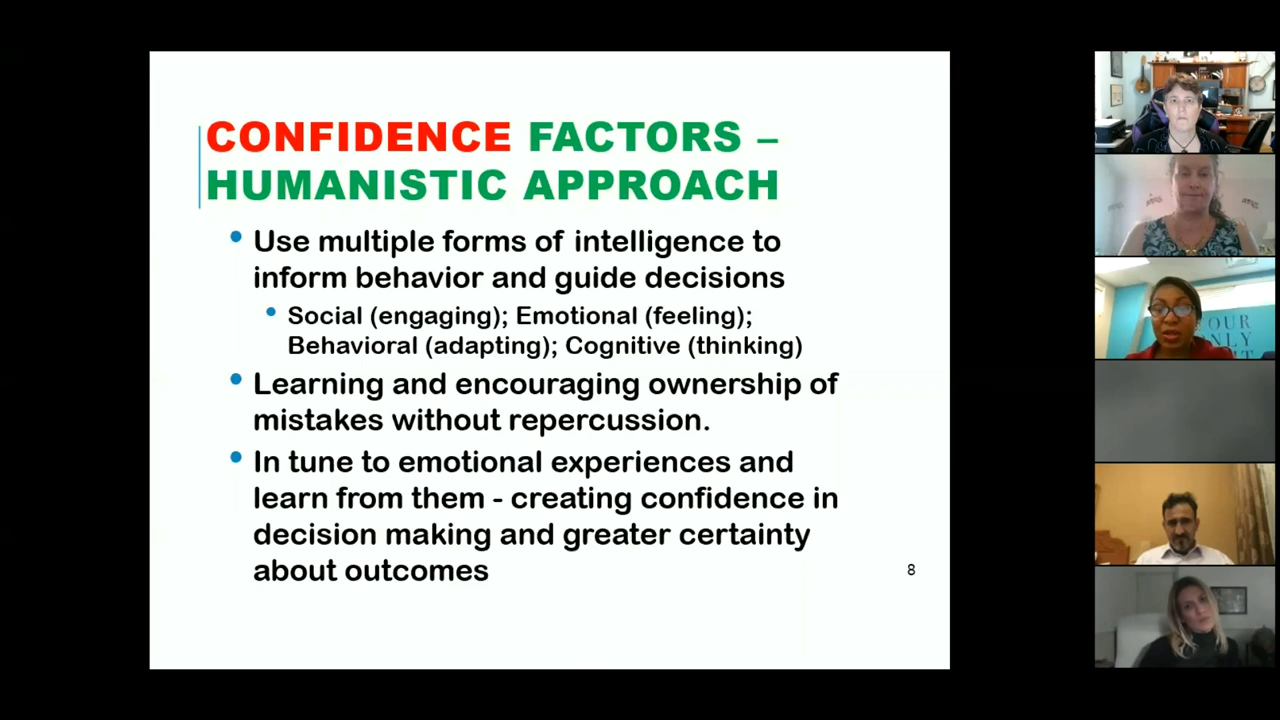 CONFIDENCE FACTORS –
HUMANISTIC APPROACH
• Use multiple forms of intelligence to
inform behavior and guide decisions
• Social (engaging); Emotional (feeling);
Behavioral (adapting); Cognitive (thinking)
• Learning and encouraging ownership of
mistakes without repercussion.
• In tune to emotional experiences and
learn from them - creating confidence in
decision making and greater certainty
about outcomes
8
OUR